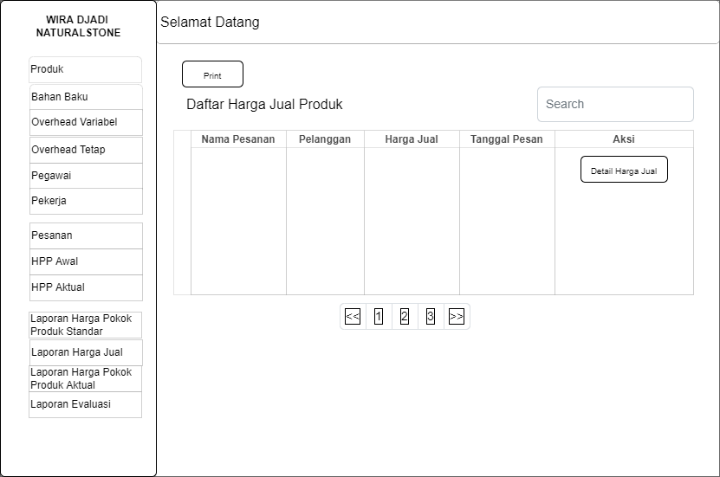 WIRA DJADI
NATURALSTONE
Selamat Datang
Produk
Bahan Baku
Overhead Variabel
Overhead Tetap
Pegawai
Pekerja
Pesanan
HPP Awal
HPP Aktual
Laporan Harga Pokok
Produk Standar
Laporan Harga Jual
Laporan Harga Pokok
Produk Aktual
Laporan Evaluasi
Print
Daftar Harga Jual Produk
Search
Nama Pesanan Pelanggan Harga Jual Tanggal Pesan Aksi
Detail Harga Jual
<< 1 2 3 >>